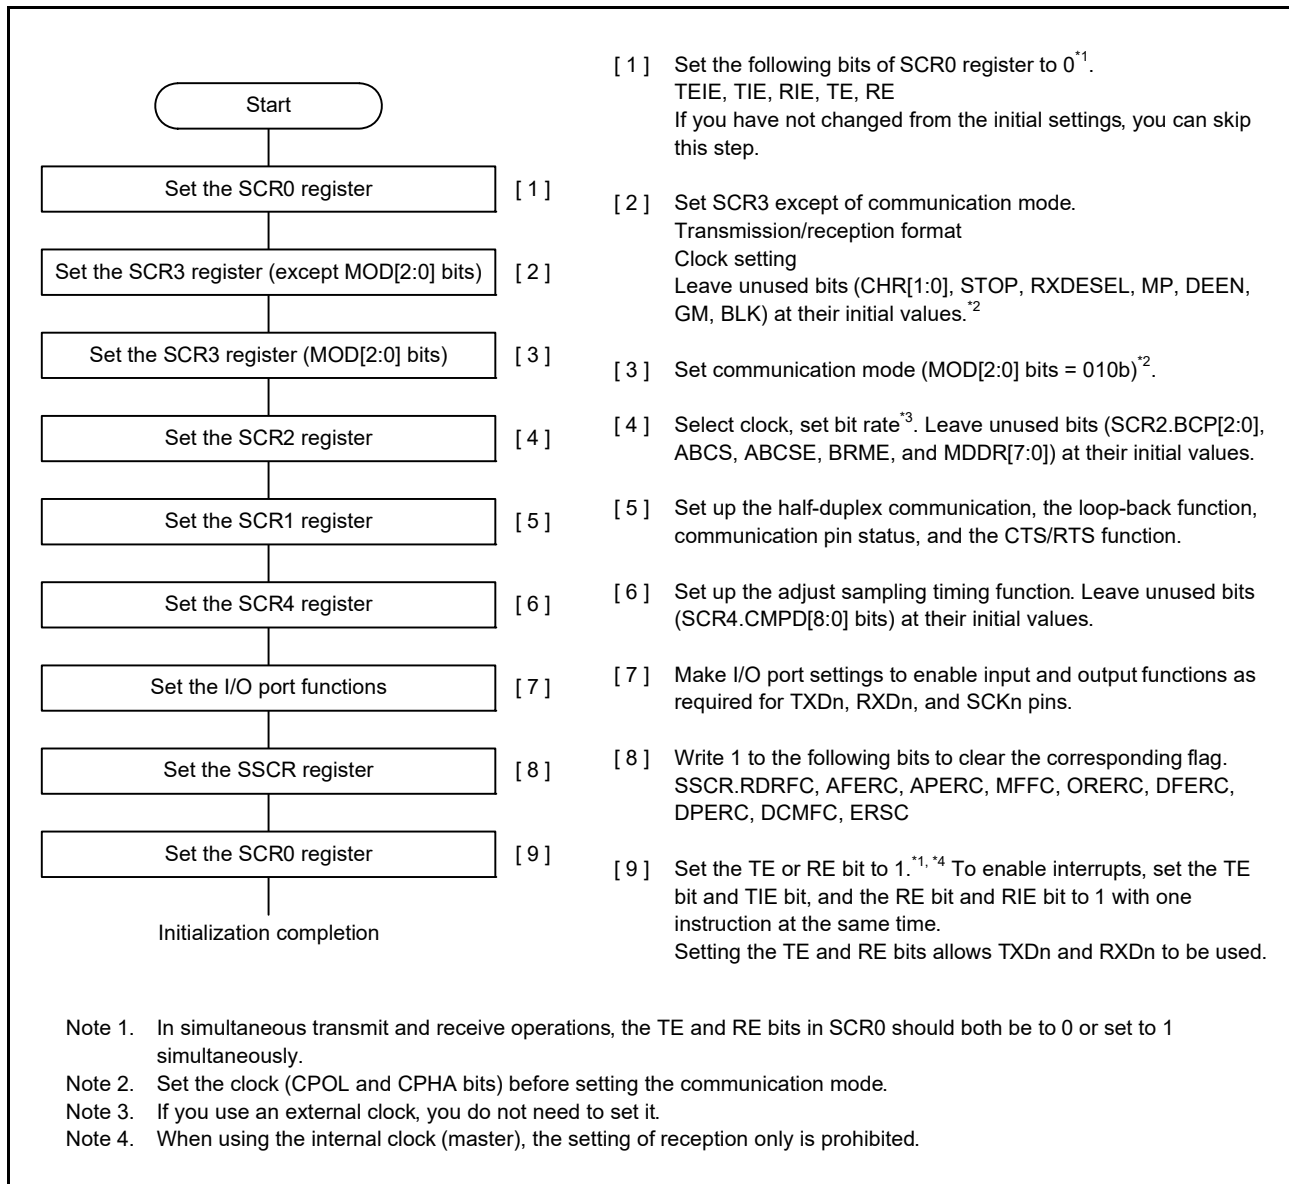 Start
Set the SCR0 register [ 1 ]
Set the SCR3 register (except MOD[2:0] bits) [ 2 ]
Set the SCR3 register (MOD[2:0] bits) [ 3 ]
Set the SCR2 register [ 4 ]
Set the SCR1 register [ 5 ]
Set the SCR4 register [ 6 ]
Set the I/O port functions [ 7 ]
Set the SSCR register [ 8 ]
Set the SCR0 register [ 9 ]
Initialization completion
[ 1 ] Set the following bits of SCR0 register to 0*1.
TEIE, TIE, RIE, TE, RE
If you have not changed from the initial settings, you can skip
this step.
[ 2 ] Set SCR3 except of communication mode.
Transmission/reception format
Clock setting
Leave unused bits (CHR[1:0], STOP, RXDESEL, MP, DEEN,
GM, BLK) at their initial values.*2
[ 3 ] Set communication mode (MOD[2:0] bits = 010b)*2.
[ 4 ] Select clock, set bit rate*3. Leave unused bits (SCR2.BCP[2:0],
ABCS, ABCSE, BRME, and MDDR[7:0]) at their initial values.
[ 5 ] Set up the half-duplex communication, the loop-back function,
communication pin status, and the CTS/RTS function.
[ 6 ] Set up the adjust sampling timing function. Leave unused bits
(SCR4.CMPD[8:0] bits) at their initial values.
[ 7 ] Make I/O port settings to enable input and output functions as
required for TXDn, RXDn, and SCKn pins.
[ 8 ] Write 1 to the following bits to clear the corresponding flag.
SSCR.RDRFC, AFERC, APERC, MFFC, ORERC, DFERC,
DPERC, DCMFC, ERSC
[ 9 ] Set the TE or RE bit to 1.*1, *4 To enable interrupts, set the TE
bit and TIE bit, and the RE bit and RIE bit to 1 with one
instruction at the same time.
Setting the TE and RE bits allows TXDn and RXDn to be used.
Note 1. In simultaneous transmit and receive operations, the TE and RE bits in SCR0 should both be to 0 or set to 1
simultaneously.
Note 2. Set the clock (CPOL and CPHA bits) before setting the communication mode.
Note 3. If you use an external clock, you do not need to set it.
Note 4. When using the internal clock (master), the setting of reception only is prohibited.